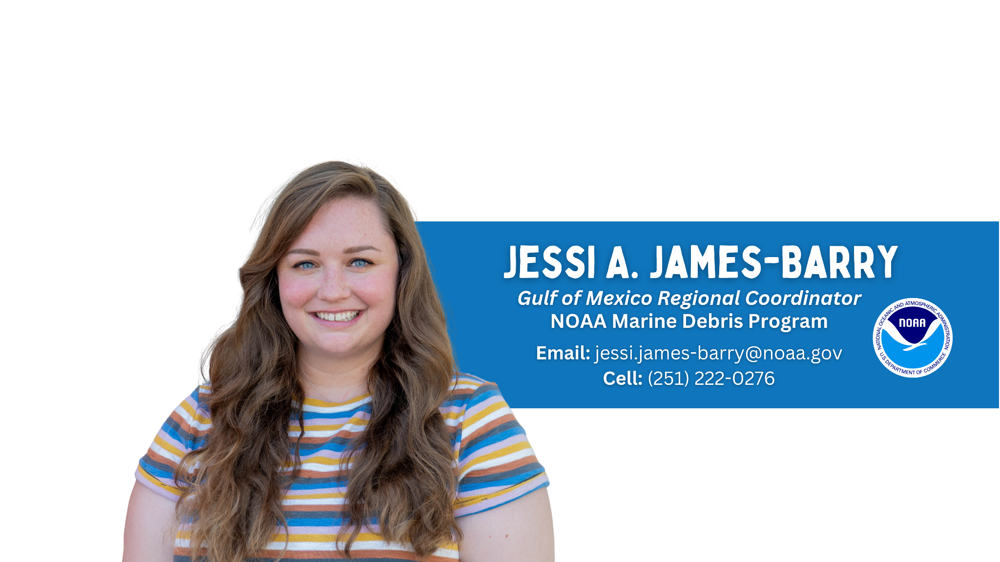 JESSI A. JAMES-BARRY
Gulf of Mexico Regional Coordinator
NOAA Marine Debris Program
Email: jessi.james-barry@noaa.gov
Cell: (251) 222-0276
NATIONAL OCEANIC AND ATMOSPHERIC ADMINISTRATION
NOAA
U.S. DEPARTMENT OF COMMERCE